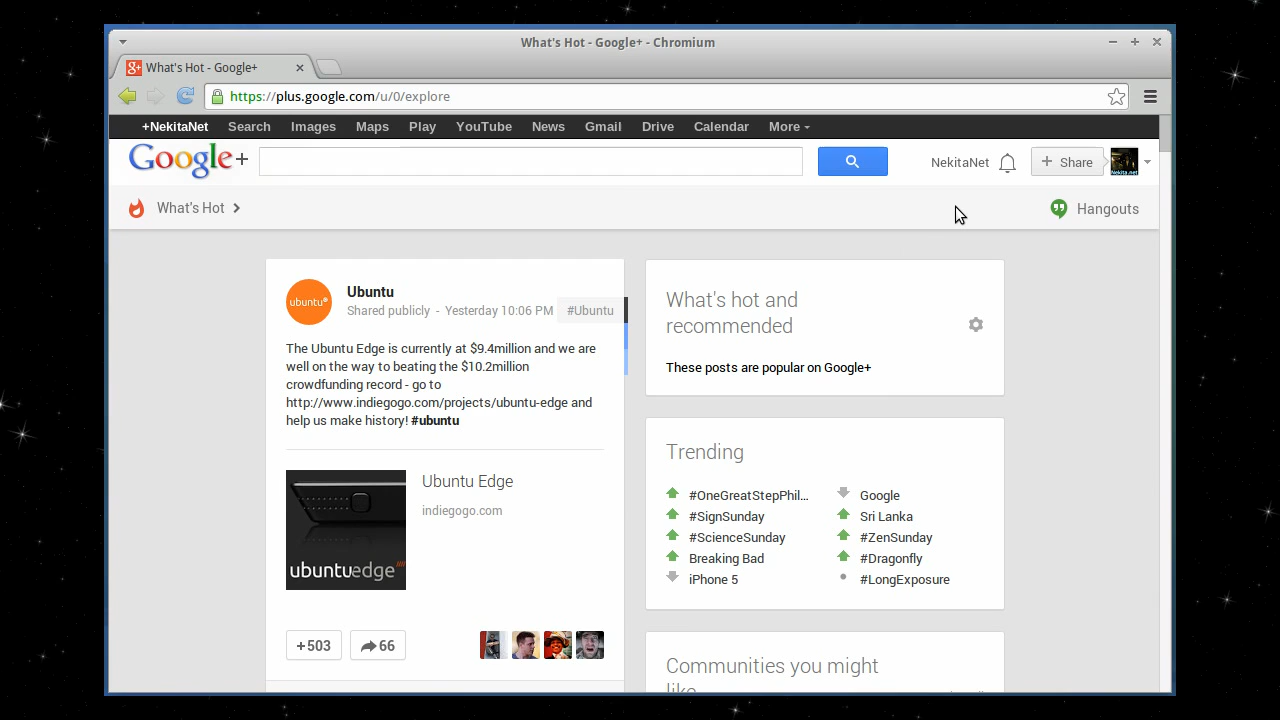 What's Hot - Google+ - Chromium
What's Hot - Google+
https://plus.google.com/u/0/explore
+NekitaNet Search Images Maps Play YouTube News Gmail Drive Calendar More
Google+
NekitaNet
+ Share
Nekita.net
What's Hot
Hangouts
Ubuntu
ubuntu®
Shared publicly - Yesterday 10:06 PM
#Ubuntu
The Ubuntu Edge is currently at $9.4million and we are
well on the way to beating the $10.2million
crowdfunding record - go to
http://www.indiegogo.com/projects/ubuntu-edge and
help us make history! #ubuntu
ubuntuedge
Ubuntu Edge
indiegogo.com
+503
66
What's hot and
recommended
These posts are popular on Google+
Trending
#OneGreatStepPhil...
#SignSunday
#ScienceSunday
Breaking Bad
iPhone 5
Google
Sri Lanka
#ZenSunday
#Dragonfly
#LongExposure
Communities you might
like